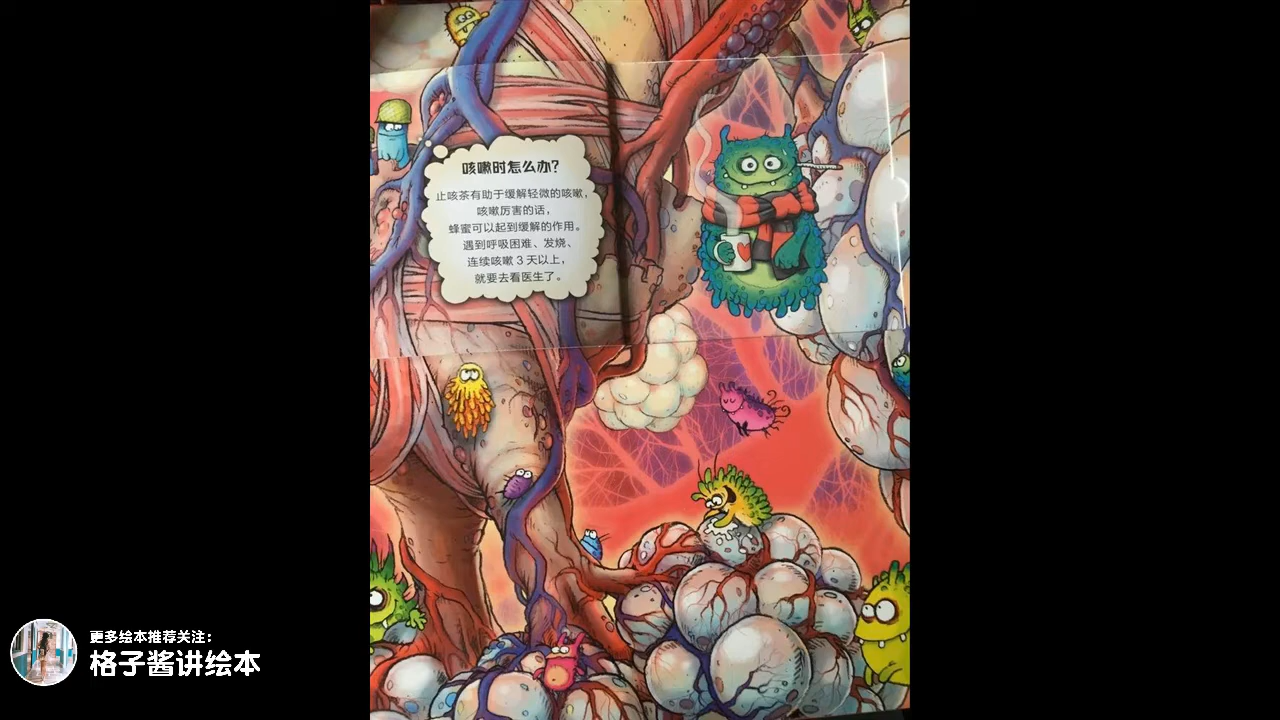 咳嗽时怎么办?
止咳茶有助于缓解轻微的咳嗽，
咳嗽厉害的话，
蜂蜜可以起到缓解的作用。
遇到呼吸困难、发烧、
连续咳嗽 3 天以上，
就要去看医生了。
更多绘本推荐关注：
格子酱讲绘本